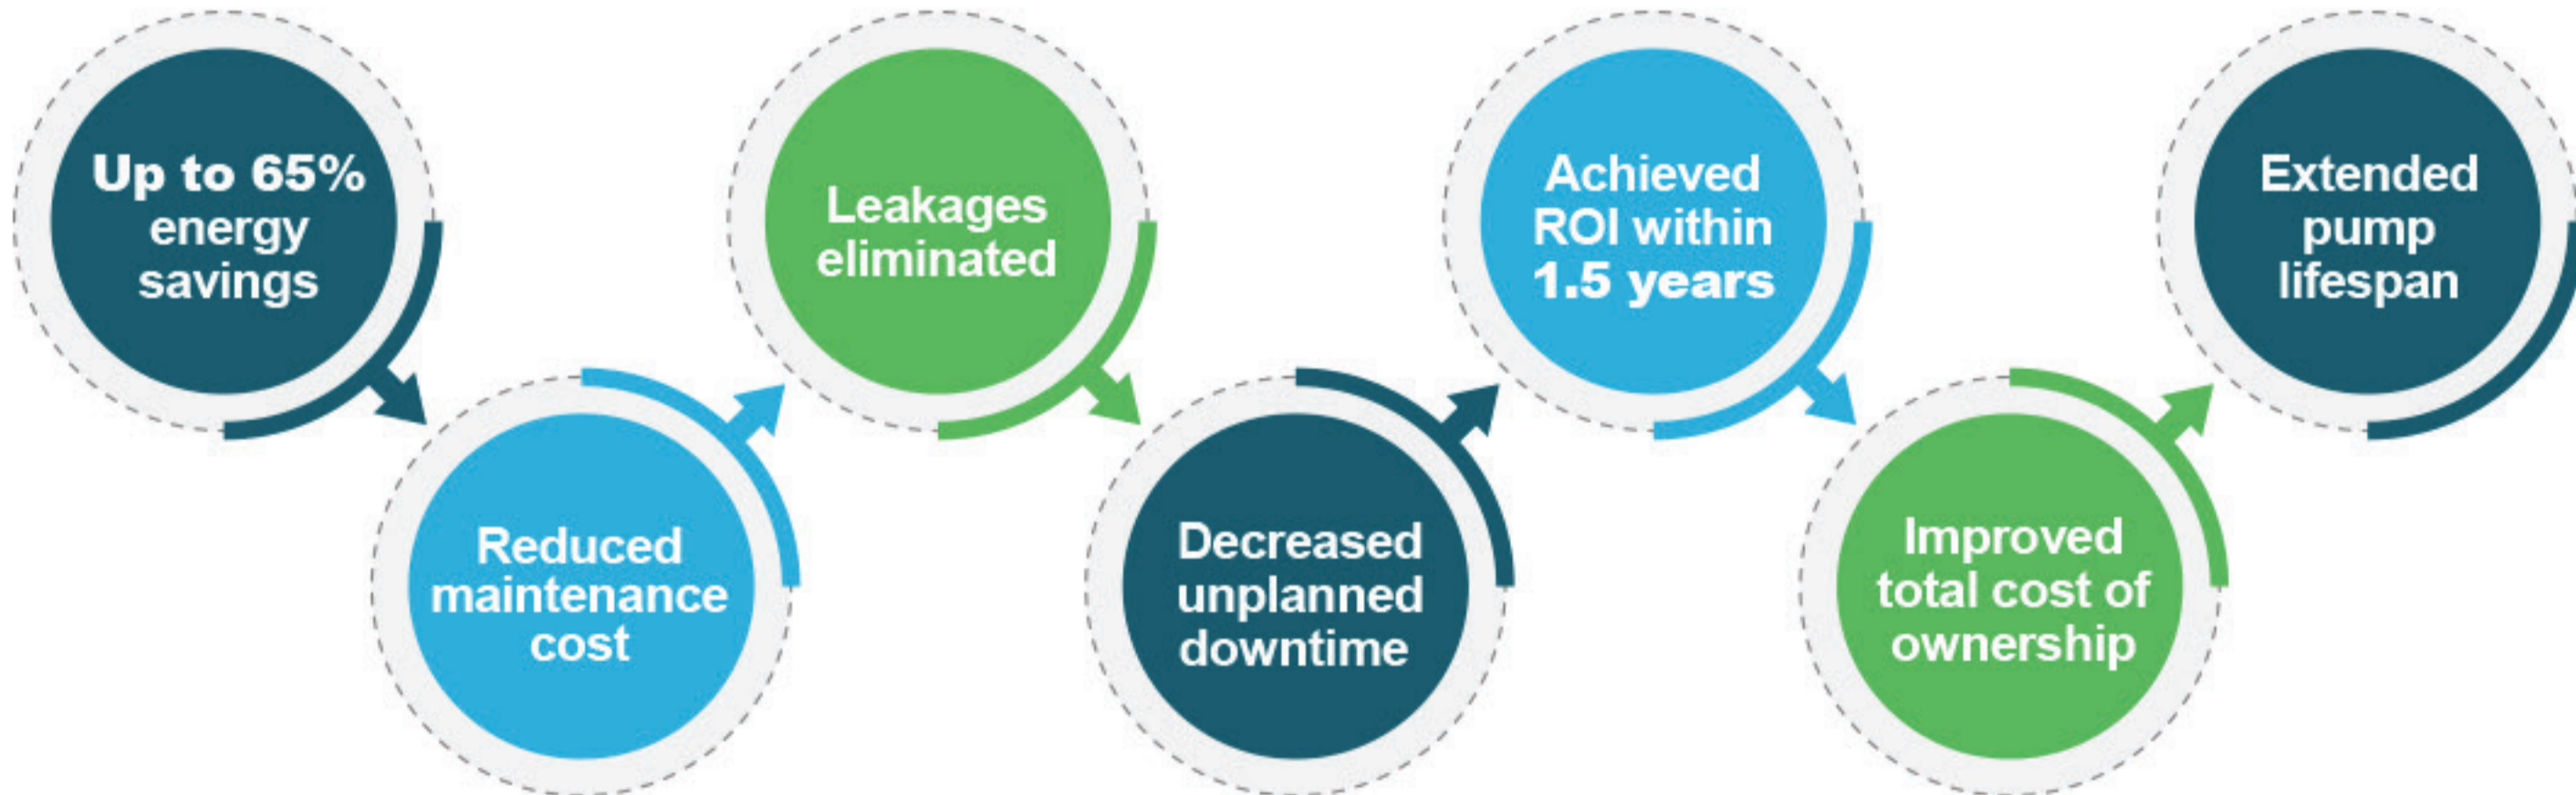 Up to 65%
energy
savings
Reduced
maintenance
cost
Leakages
eliminated
Decreased
unplanned
downtime
Achieved
ROI within
1.5 years
Improved
total cost of
ownership
Extended
pump
lifespan